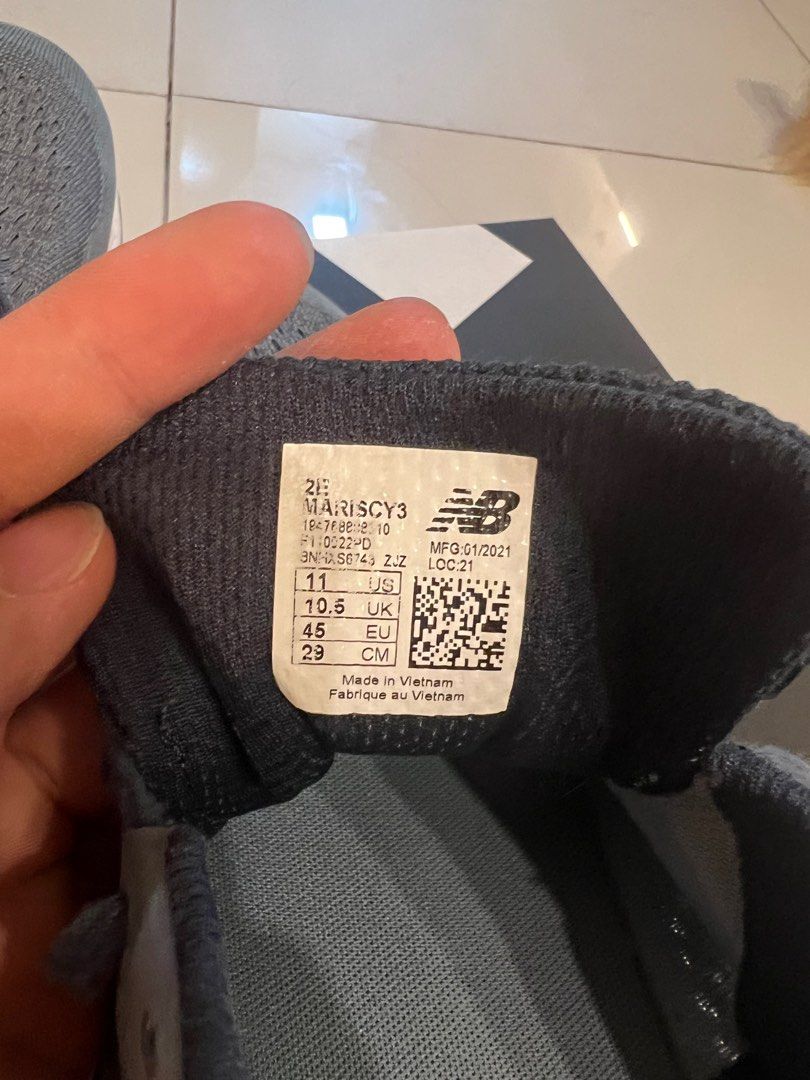 2E
MARISCY3
NB
MFG:01/2021
LOC:21
11 US
10.5 UK
45 EU
29 CM
Made in Vietnam
Fabrique au Vietnam